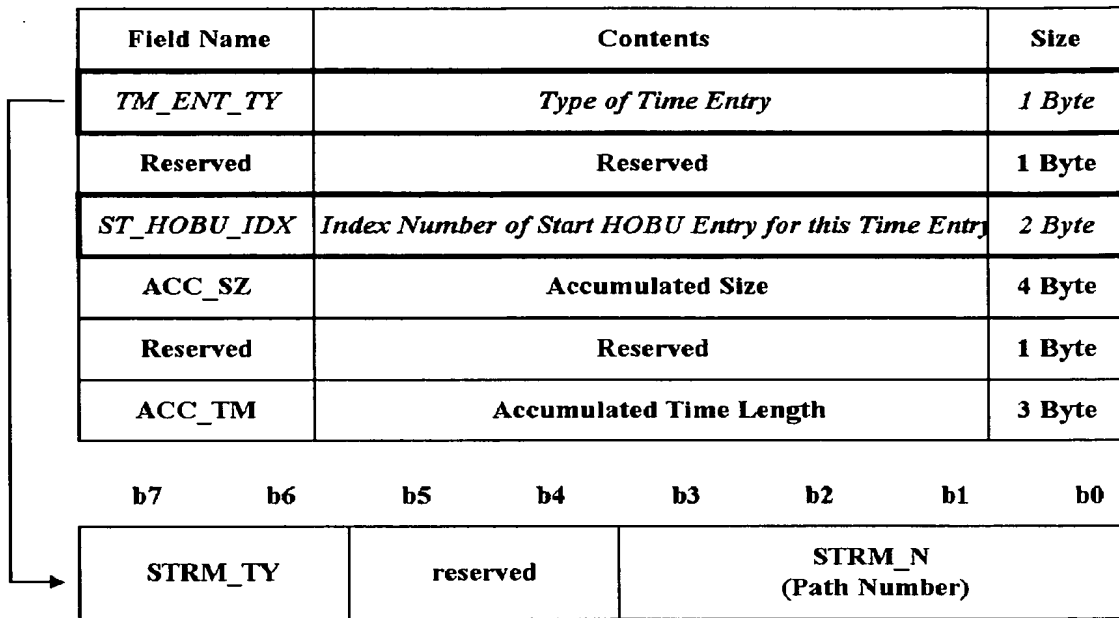 Field Name Contents Size
TM_ENT_TY Type of Time Entry 1 Byte
Reserved Reserved 1 Byte
ST_HOBU_IDX Index Number of Start HOBU Entry for this Time Entry 2 Byte
ACC_SZ Accumulated Size 4 Byte
Reserved Reserved 1 Byte
ACC_TM Accumulated Time Length 3 Byte
b7 b6 b5 b4 b3 b2 b1 b0
STRM_TY reserved STRM_N
(Path Number)